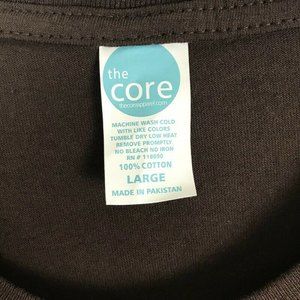 the
core
thecoreapparel.com
MACHINE WASH COLD
WITH LIKE COLORS
TUMBLE DRY LOW HEAT
REMOVE PROMPTLY
NO BLEACH NO IRON
RN #
100% COTTON
LARGE
MADE IN PAKISTAN